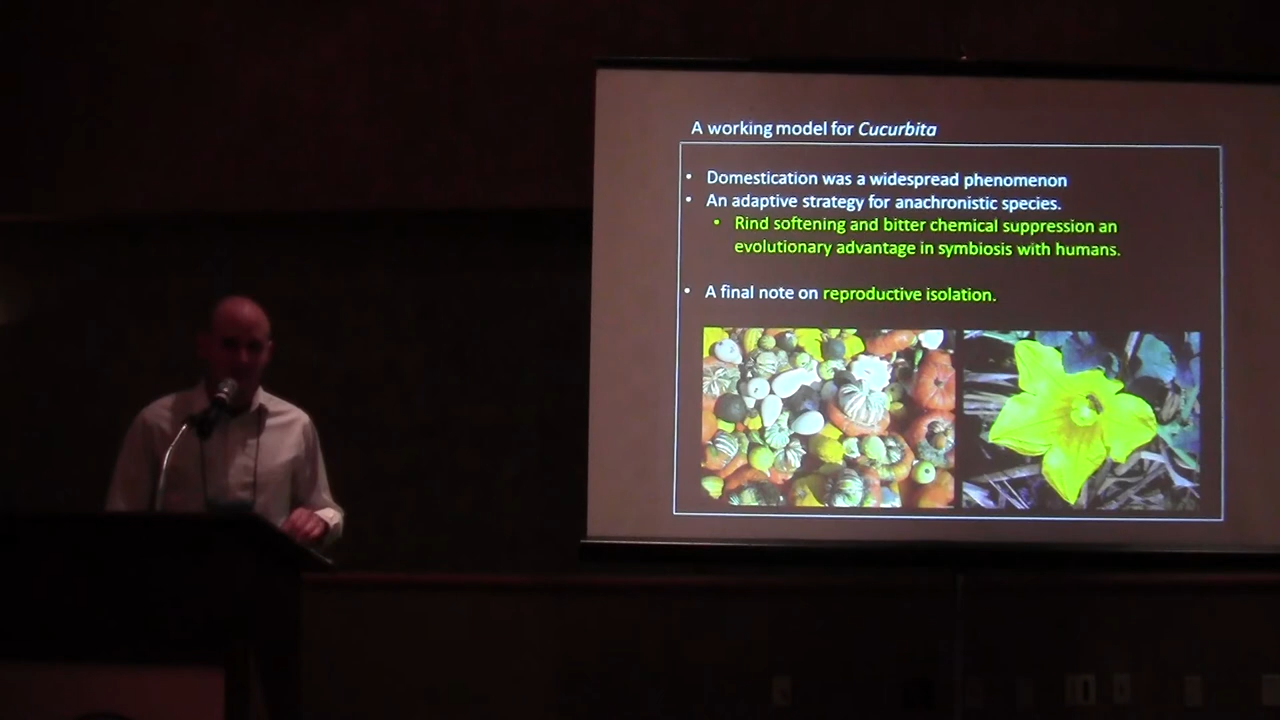 A working model for Cucurbita
• Domestication was a widespread phenomenon
• An adaptive strategy for anachronistic species.
• Rind softening and bitter chemical suppression an
evolutionary advantage in symbiosis with humans.
• A final note on reproductive isolation.